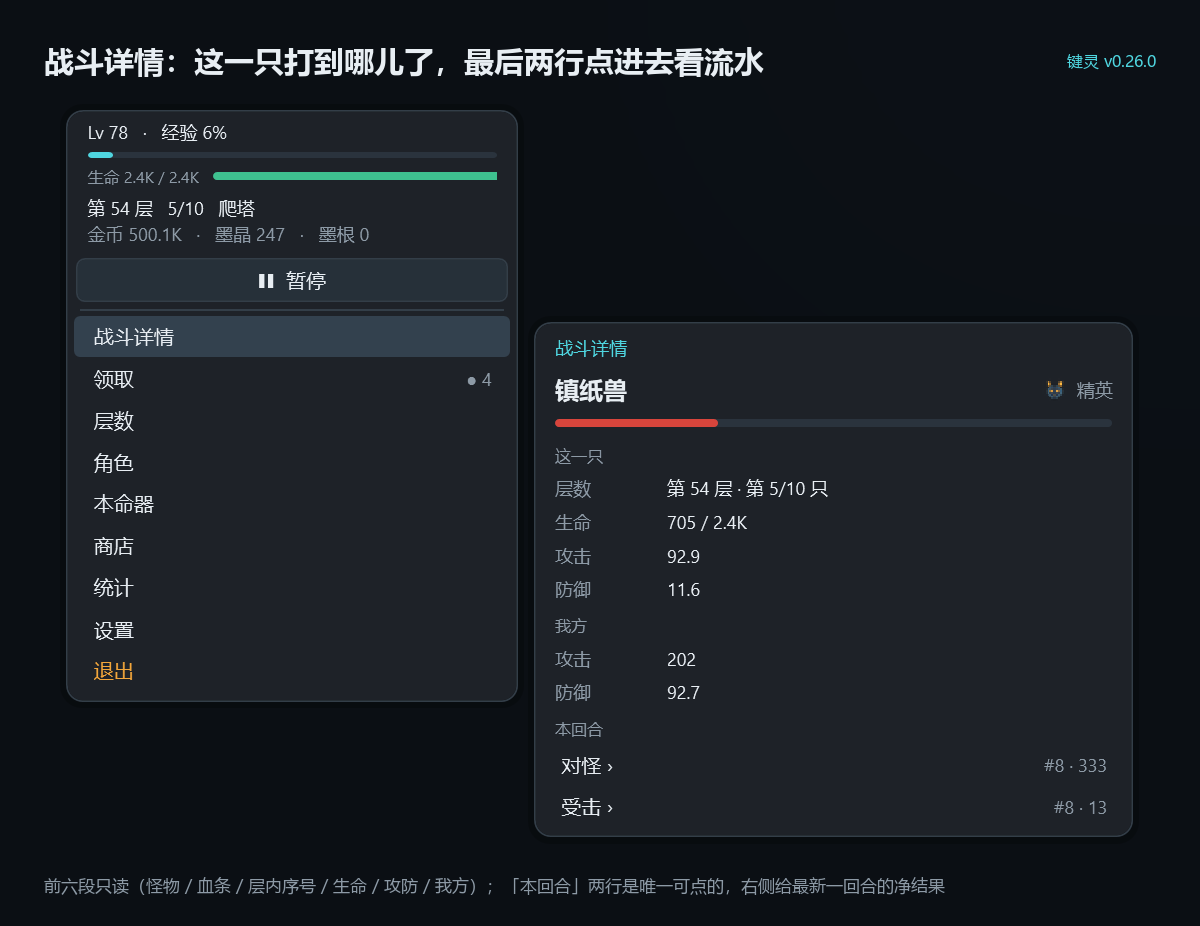 战斗详情：这一只打到哪儿了，最后两行点进去看流水
键灵 v0.26.0
Lv 78 · 经验 6%
生命 2.4K / 2.4K
第 54 层 5/10 爬塔
金币 500.1K · 墨晶 247 · 墨根 0
暂停
战斗详情
领取 ● 4
层数
角色
本命器
商店
统计
设置
退出
战斗详情
镇纸兽 精英
这一只
层数 第 54 层 · 第 5/10 只
生命 705 / 2.4K
攻击 92.9
防御 11.6
我方
攻击 202
防御 92.7
本回合
对怪 › #8 · 333
受击 › #8 · 13
前六段只读（怪物 / 血条 / 层内序号 / 生命 / 攻防 / 我方）；「本回合」两行是唯一可点的，右侧给最新一回合的净结果